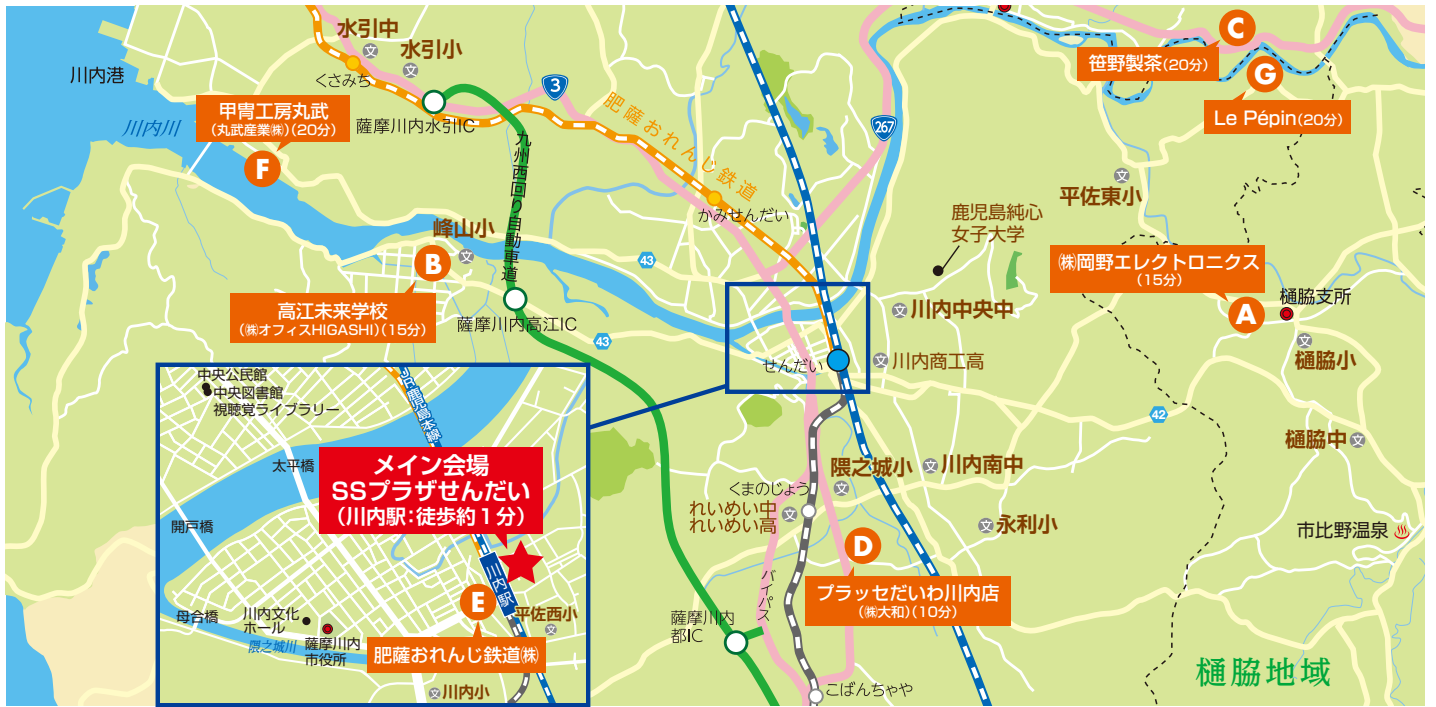 水引中
水引小
川内港
くさみち
3
267
C
笹野製茶(20分)
G
Le Pépin(20分)
甲冑工房丸武
(丸武産業㈱)(20分)
川内川
F
薩摩川内水引IC
肥薩おれんじ鉄道
九州西回り自動車道
かみせんだい
平佐東小
鹿児島純心
女子大学
峰山小
B
43
㈱岡野エレクトロニクス
(15分)
A
樋脇支所
高江未来学校
(㈱オフィスHIGASHI)(15分)
薩摩川内高江IC
43
川内中央中
せんだい
川内商工高
樋脇小
42
樋脇中
中央公民館
中央図書館
視聴覚ライブラリー
鹿児島本線
太平橋
メイン会場
SSプラザせんだい
(川内駅:徒歩約1分)
開戸橋
川内駅
E
平佐西小
母合橋
川内文化
ホール
隈之城川
薩摩川内
市役所
肥薩おれんじ鉄道㈱
川内小
隈之城小
川内南中
くまのじょう
れいめい中
れいめい高
永利小
市比野温泉
D
プラッセだいわ川内店
(㈱大和)(10分)
バイパス
薩摩川内
都IC
こばんちゃや
樋脇地域